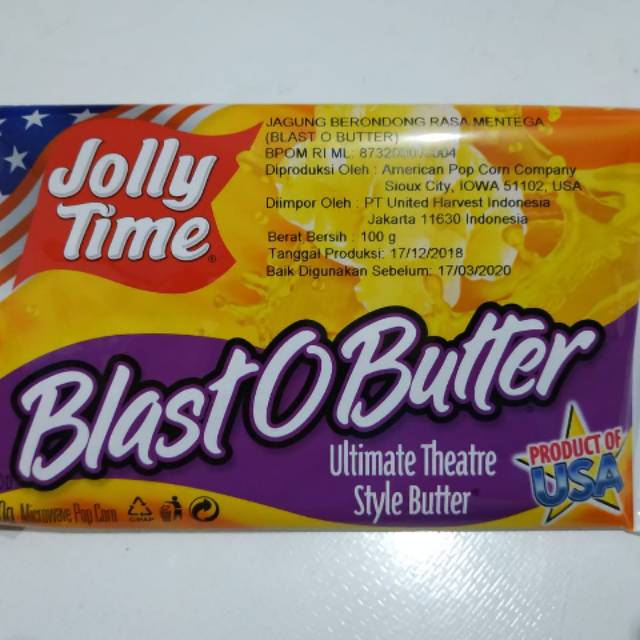 Jolly
Time®
JAGUNG BERONDONG RASA MENTEGA
(BLAST O BUTTER)
BPOM RI ML:
Diproduksi Oleh : American Pop Corn Company
Sioux City, IOWA 51102, USA
Diimpor Oleh : PT United Harvest Indonesia
Jakarta 11630 Indonesia
Berat Bersih : 100 g
Tanggal Produksi: 17/12/2018
Baik Digunakan Sebelum: 17/03/2020
Blast O Butter
Ultimate Theatre
Style Butter
PRODUCT OF
USA
Microwave Pop Corn
C/PAP